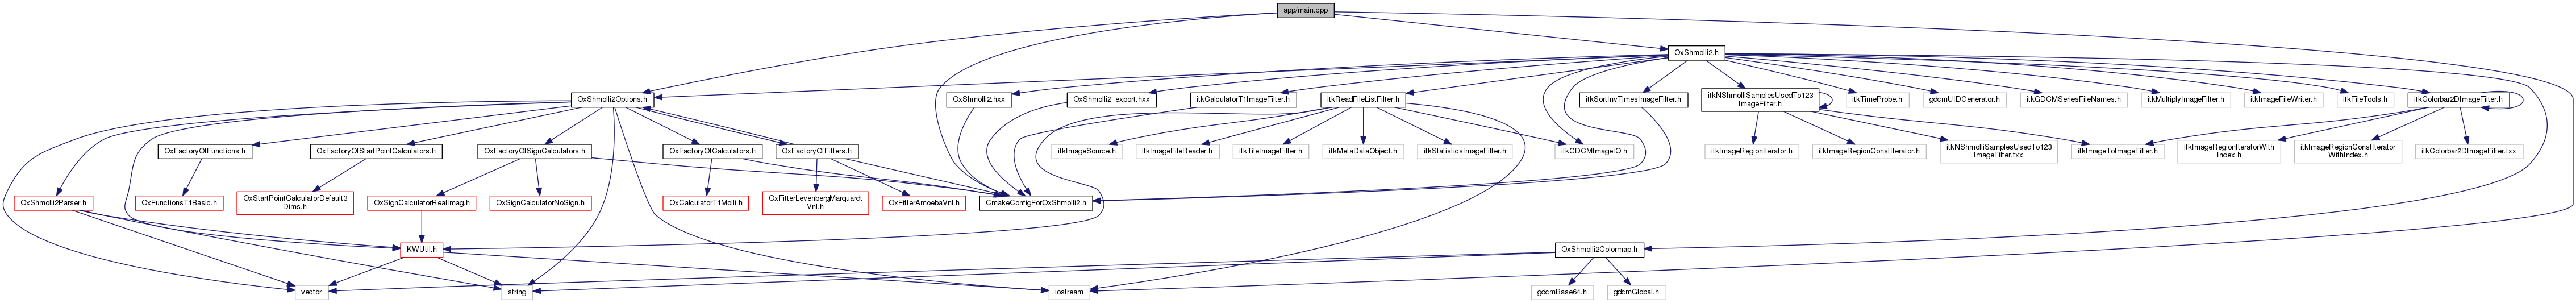 app/main.cpp
OxShmolli2.h
OxShmolli2Options.h
OxShmolli2.hxx
OxShmolli2_export.hxx
itkCalculatorT1ImageFilter.h
itkReadFileListFilter.h
itkSortInvTimesImageFilter.h
itkNShmolliSamplesUsedTo123
ImageFilter.h
itkTimeProbe.h
gdcmUIDGenerator.h
itkGDCMSeriesFileNames.h
itkMultiplyImageFilter.h
itkImageFileWriter.h
itkFileTools.h
itkColorbar2DImageFilter.h
OxFactoryOfFunctions.h
OxFactoryOfStartPointCalculators.h
OxFactoryOfSignCalculators.h
OxFactoryOfCalculators.h
OxFactoryOfFitters.h
itkImageSource.h
itkImageFileReader.h
itkTileImageFilter.h
itkMetaDataObject.h
itkStatisticsImageFilter.h
itkGDCMImageIO.h
itkImageRegionIterator.h
itkImageRegionConstIterator.h
itkNShmolliSamplesUsedTo123
ImageFilter.txx
itkImageToImageFilter.h
itkImageRegionIteratorWith
Index.h
itkImageRegionConstIterator
WithIndex.h
itkColorbar2DImageFilter.txx
OxShmolli2Parser.h
OxFunctionsT1Basic.h
OxStartPointCalculatorDefault3
Dims.h
OxSignCalculatorRealImag.h
OxSignCalculatorNoSign.h
OxCalculatorT1Molli.h
OxFitterLevenbergMarquardt
Vnl.h
OxFitterAmoebaVnl.h
CmakeConfigForOxShmolli2.h
KWUtil.h
OxShmolli2Colormap.h
vector
string
iostream
gdcmBase64.h
gdcmGlobal.h